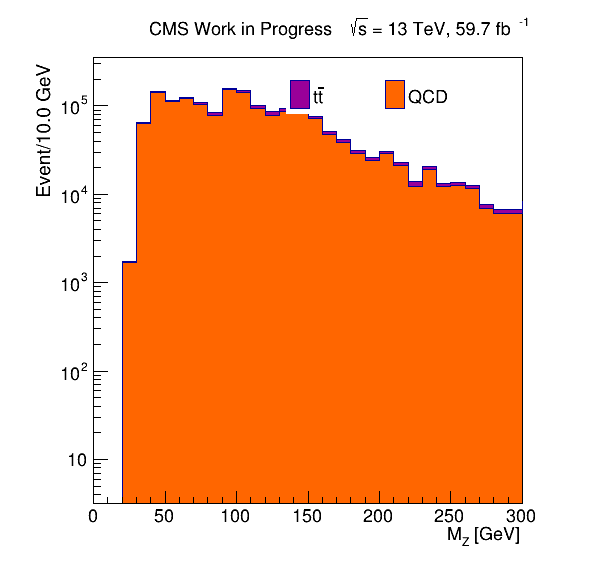 CMS Work in Progress √s = 13 TeV, 59.7 fb⁻¹
Event/10.0 GeV
tt̄ QCD
10⁵
10⁴
10³
10²
10
0 50 100 150 200 250 300
M_Z [GeV]